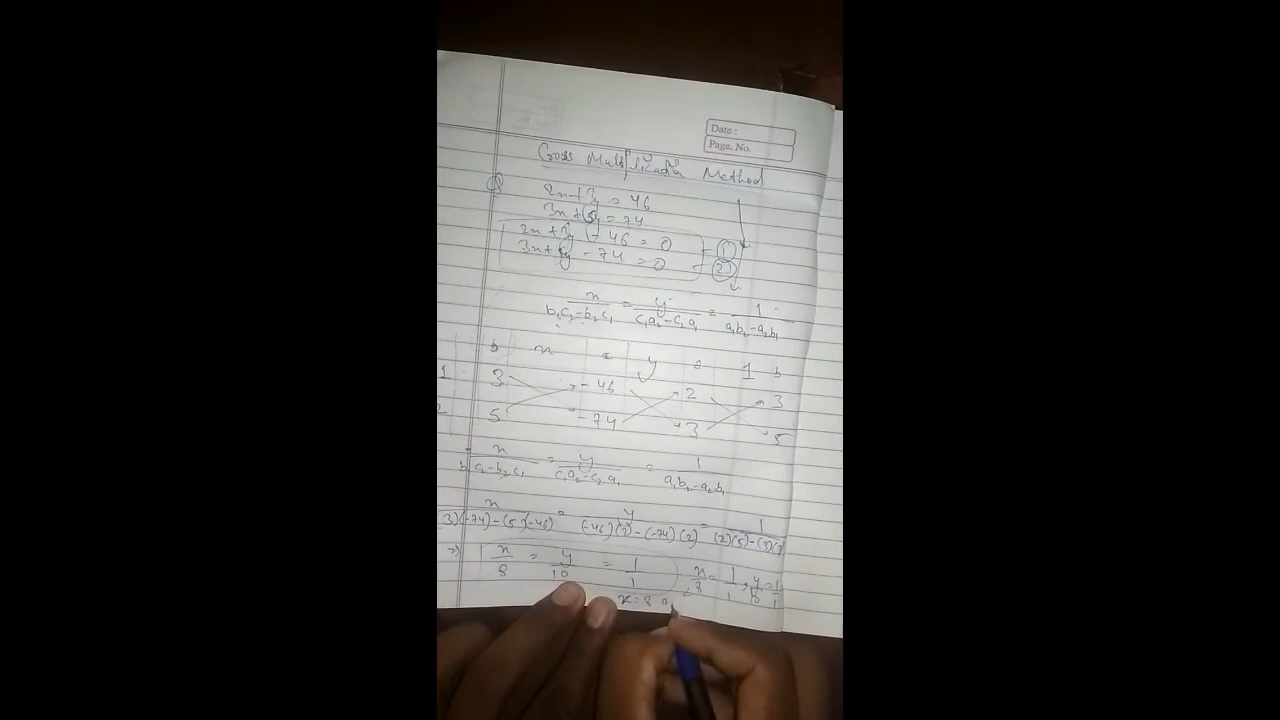 Date :
Page. No.
Cross Multiplication Method
Q 2x+3y = 46
3x+5y = 74
2x+3y - 46 = 0 - ①
3x+5y - 74 = 0 - ②
x/b₁c₂-b₂c₁ = y/c₁a₂-c₂a₁ = 1/a₁b₂-a₂b₁
b x = y = 1 b
1 3 -46 2 3
2 5 -74 3 5
x/b₁c₂-b₂c₁ = y/c₁a₂-c₂a₁ = 1/a₁b₂-a₂b₁
x/3)(-74)-(5)(-46) = y/(-46)(3)-(-74)(2) = 1/(2)(5)-(3)(3
=> x/8 = y/10 = 1/1 x/8 = 1/1, y/10 = 1/1
x = 8